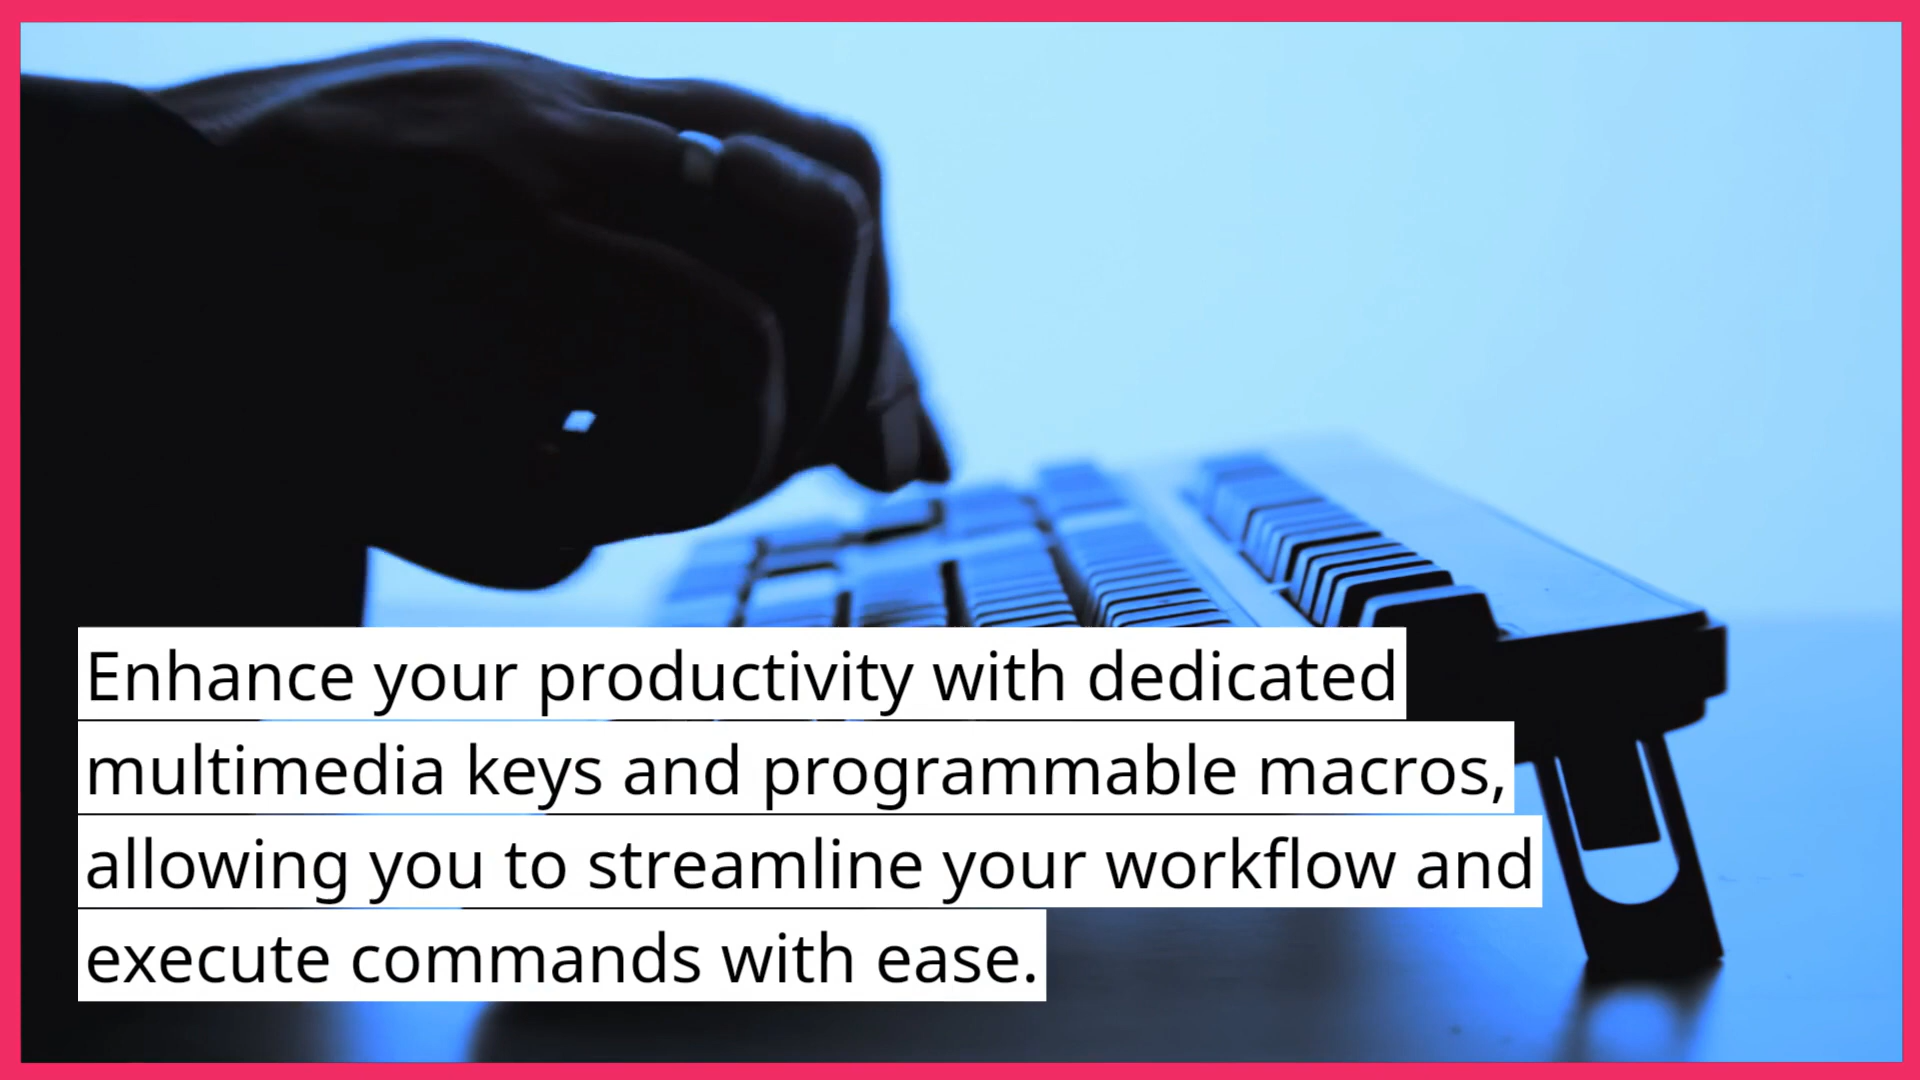 Enhance your productivity with dedicated
multimedia keys and programmable macros,
allowing you to streamline your workflow and
execute commands with ease.